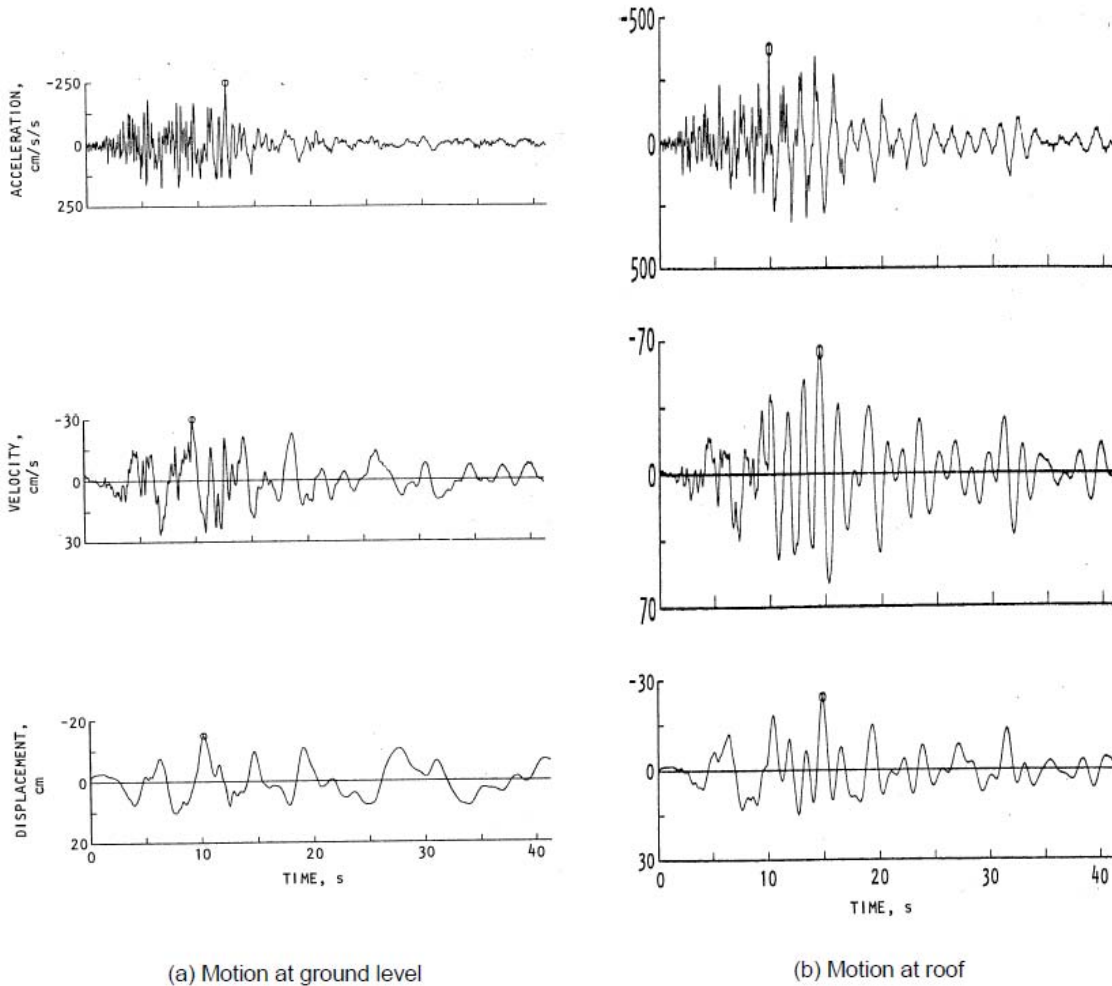 -250
0
250
ACCELERATION,
cm/s/s
-30
0
30
VELOCITY,
cm/s
-20
0
20
DISPLACEMENT,
cm
0
10
20
30
40
TIME, s
(a) Motion at ground level
-500
0
500
-70
0
70
-30
0
30
0
10
20
30
40
TIME, s
(b) Motion at roof